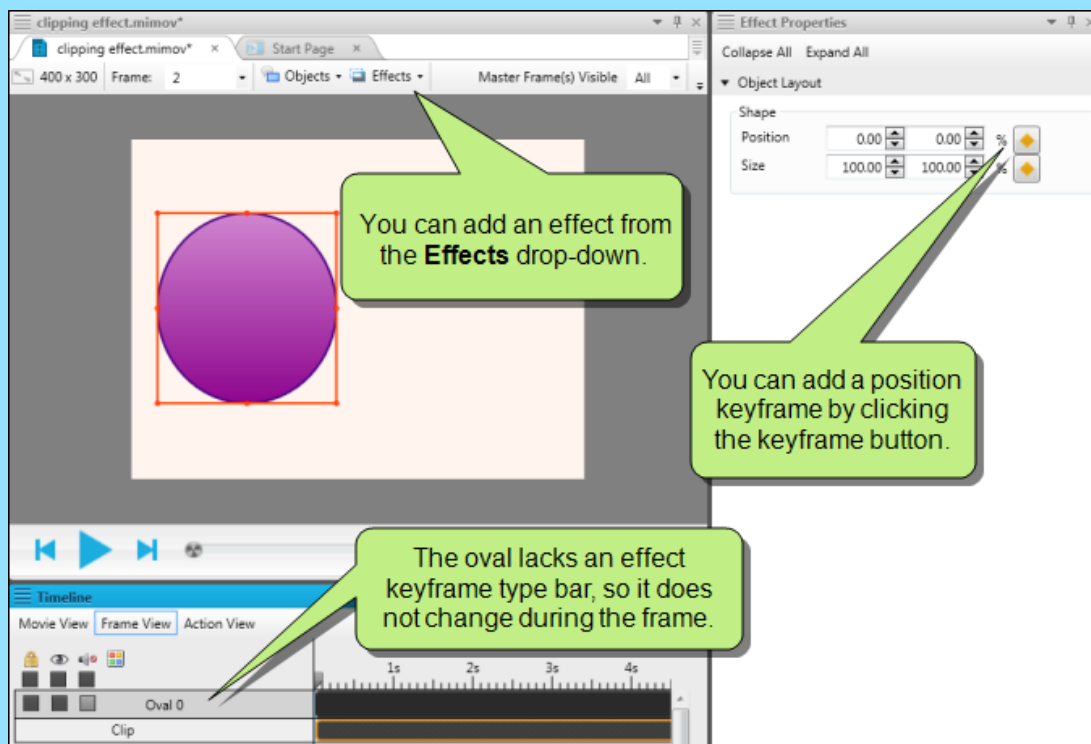 clipping effect.mimov*
clipping effect.mimov* × Start Page ×
400 x 300 Frame: 2 Objects Effects Master Frame(s) Visible All
You can add an effect from
the Effects drop-down.
The oval lacks an effect
keyframe type bar, so it does
not change during the frame.
Timeline
Movie View Frame View Action View
1s 2s 3s 4s
Oval 0
Clip
Effect Properties
Collapse All Expand All
Object Layout
Shape
Position 0.00 0.00 %
Size 100.00 100.00 %
You can add a position
keyframe by clicking
the keyframe button.